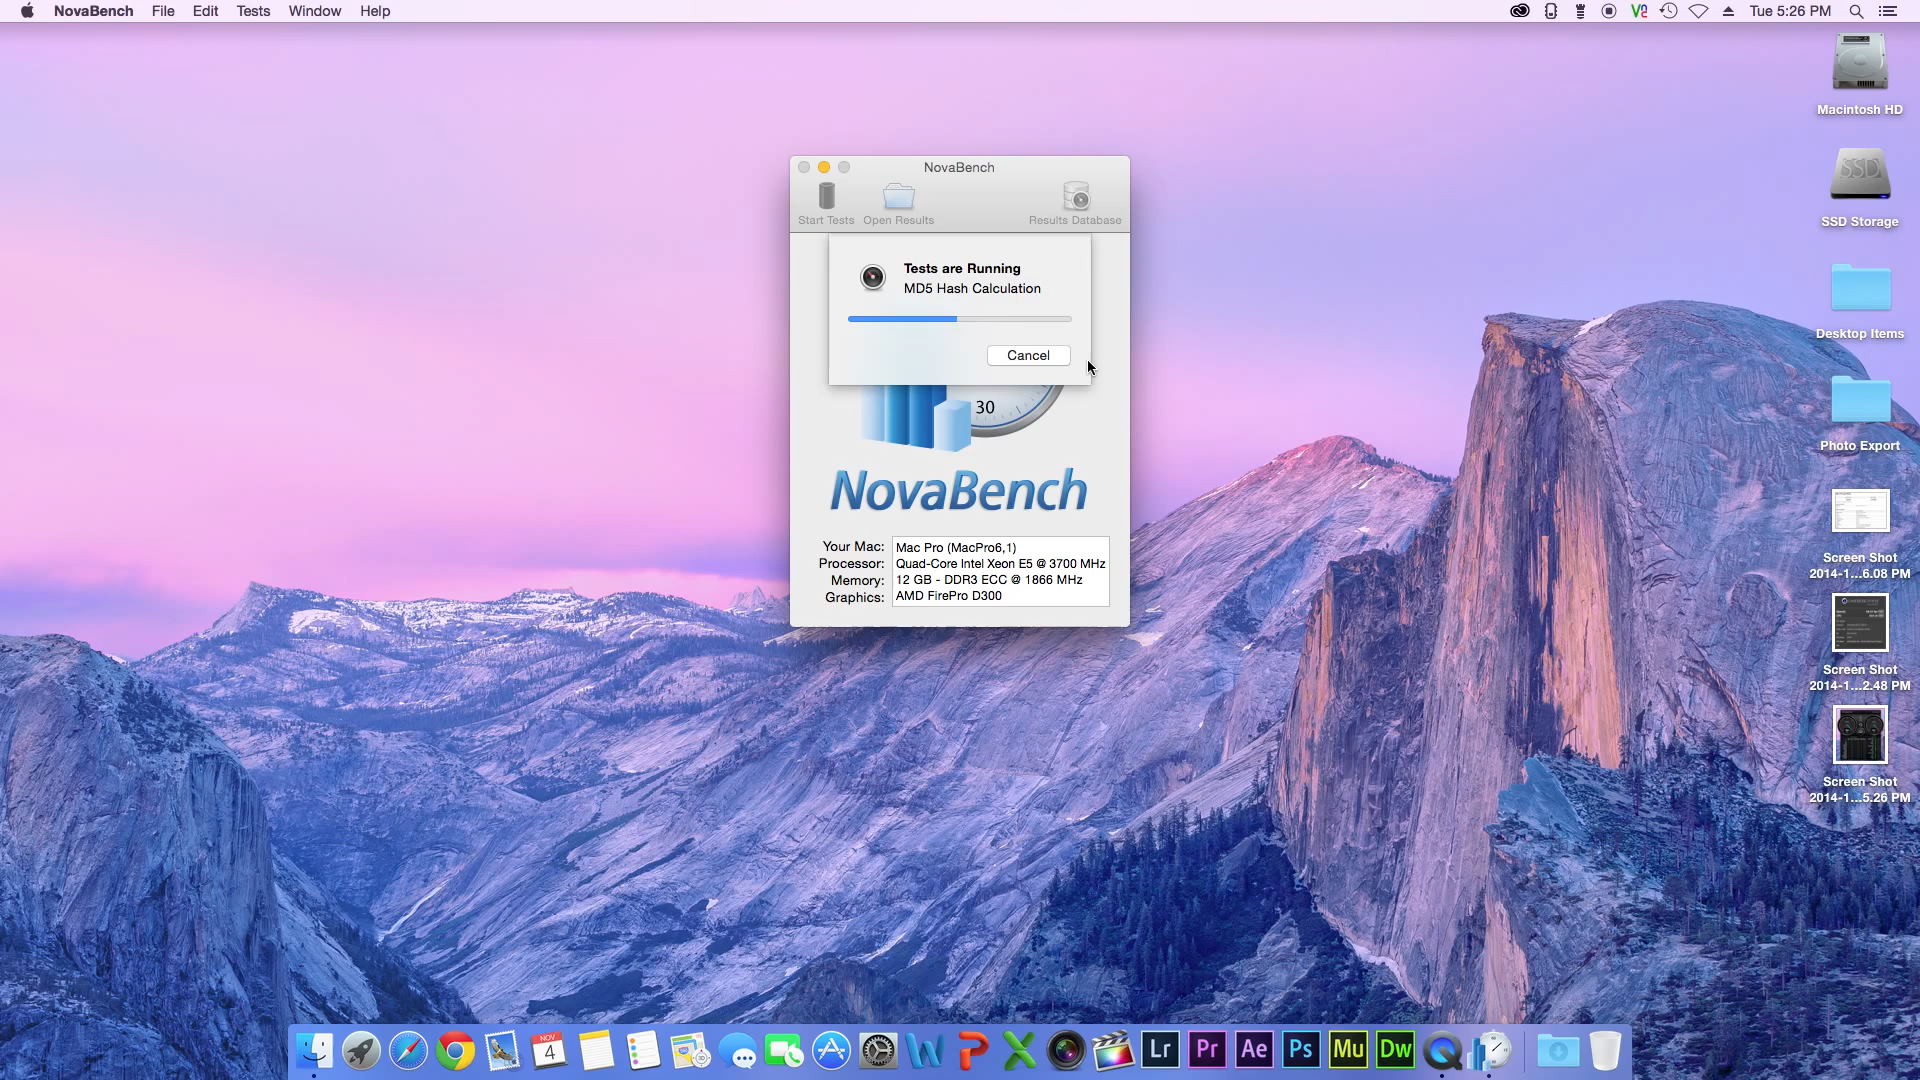 NovaBench File Edit Tests Window Help
Tue 5:26 PM
Macintosh HD
SSD
SSD Storage
Desktop Items
Photo Export
Screen Shot
2014-1...6.08 PM
Screen Shot
2014-1...2.48 PM
Screen Shot
2014-1...5.26 PM
NovaBench
Start Tests Open Results Results Database
Tests are Running
MD5 Hash Calculation
Cancel
30
NovaBench
Your Mac: Mac Pro (MacPro6,1)
Processor: Quad-Core Intel Xeon E5 @ 3700 MHz
Memory: 12 GB - DDR3 ECC @ 1866 MHz
Graphics: AMD FirePro D300
NOV
4
Lr Pr Ae Ps Mu Dw